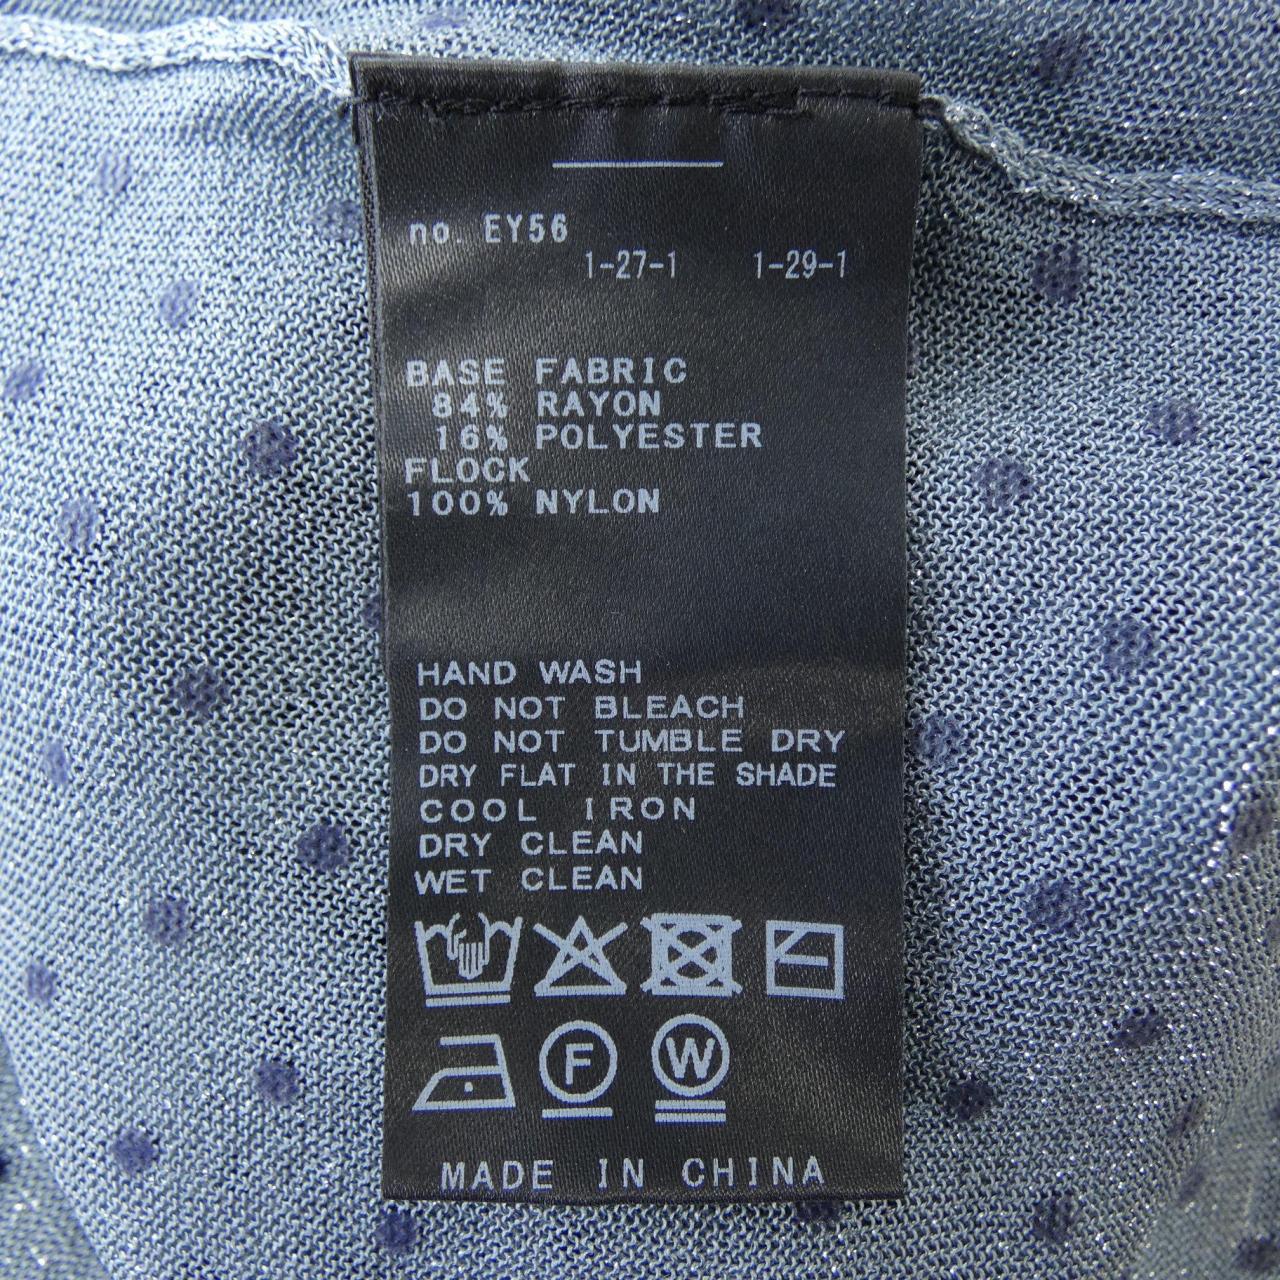 no. EY56
1-27-1 1-29-1
BASE FABRIC
84% RAYON
16% POLYESTER
FLOCK
100% NYLON
HAND WASH
DO NOT BLEACH
DO NOT TUMBLE DRY
DRY FLAT IN THE SHADE
COOL IRON
DRY CLEAN
WET CLEAN
F W
MADE IN CHINA